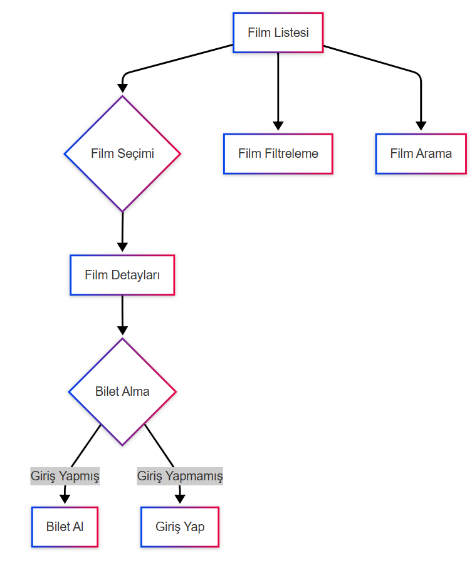 Film Listesi
Film Seçimi
Film Filtreleme
Film Arama
Film Detayları
Bilet Alma
Giriş Yapmış
Giriş Yapmamış
Bilet Al
Giriş Yap